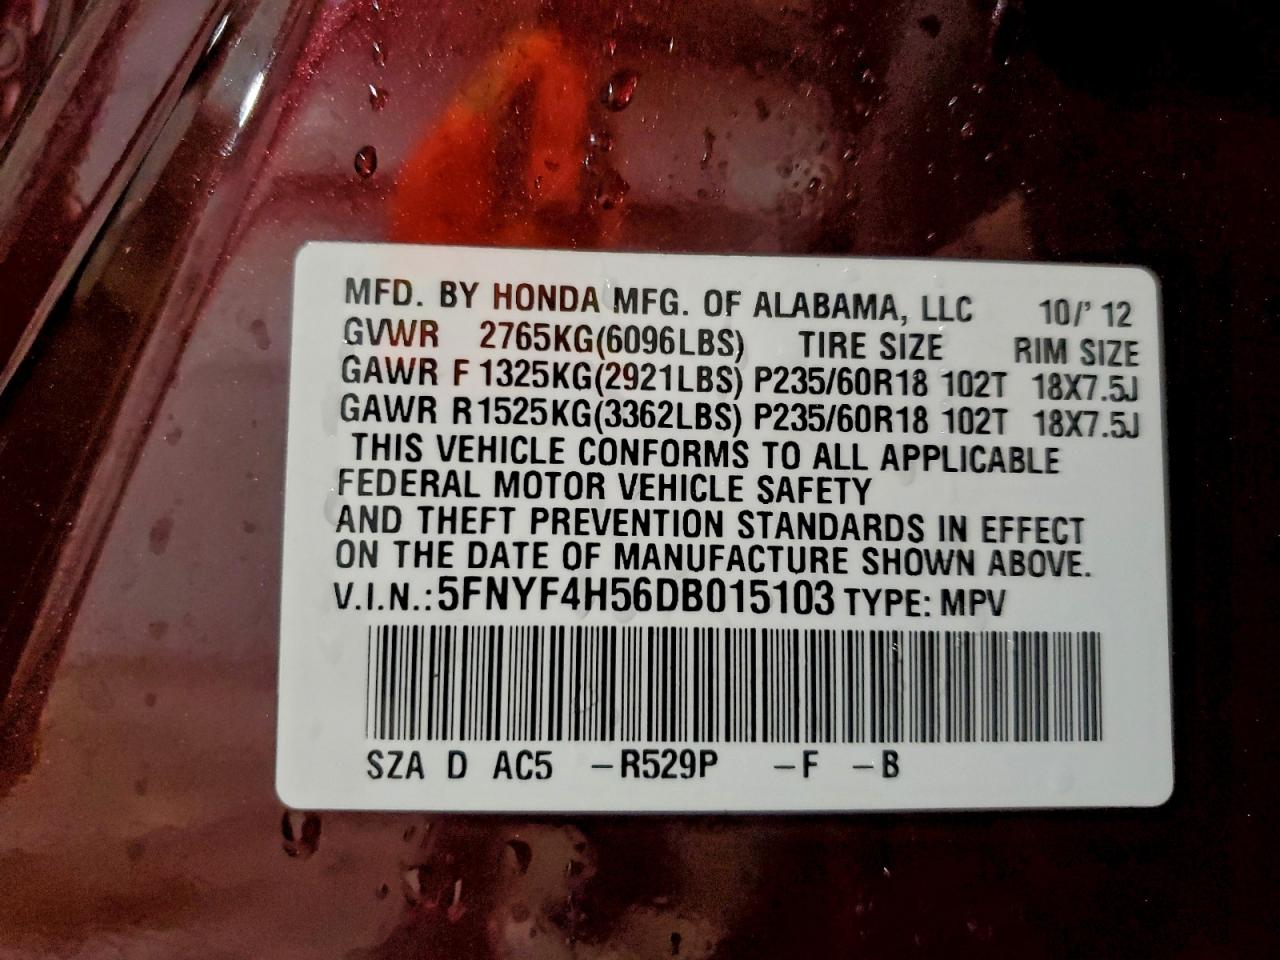 MFD. BY HONDA MFG. OF ALABAMA, LLC 10/' 12
GVWR 2765KG(6096LBS) TIRE SIZE RIM SIZE
GAWR F 1325KG(2921LBS) P235/60R18 102T 18X7.5J
GAWR R1525KG(3362LBS) P235/60R18 102T 18X7.5J
THIS VEHICLE CONFORMS TO ALL APPLICABLE
FEDERAL MOTOR VEHICLE SAFETY
AND THEFT PREVENTION STANDARDS IN EFFECT
ON THE DATE OF MANUFACTURE SHOWN ABOVE.
V.I.N.:5FNYF4H56DB015103 TYPE: MPV
SZA D AC5 –R529P –F –B